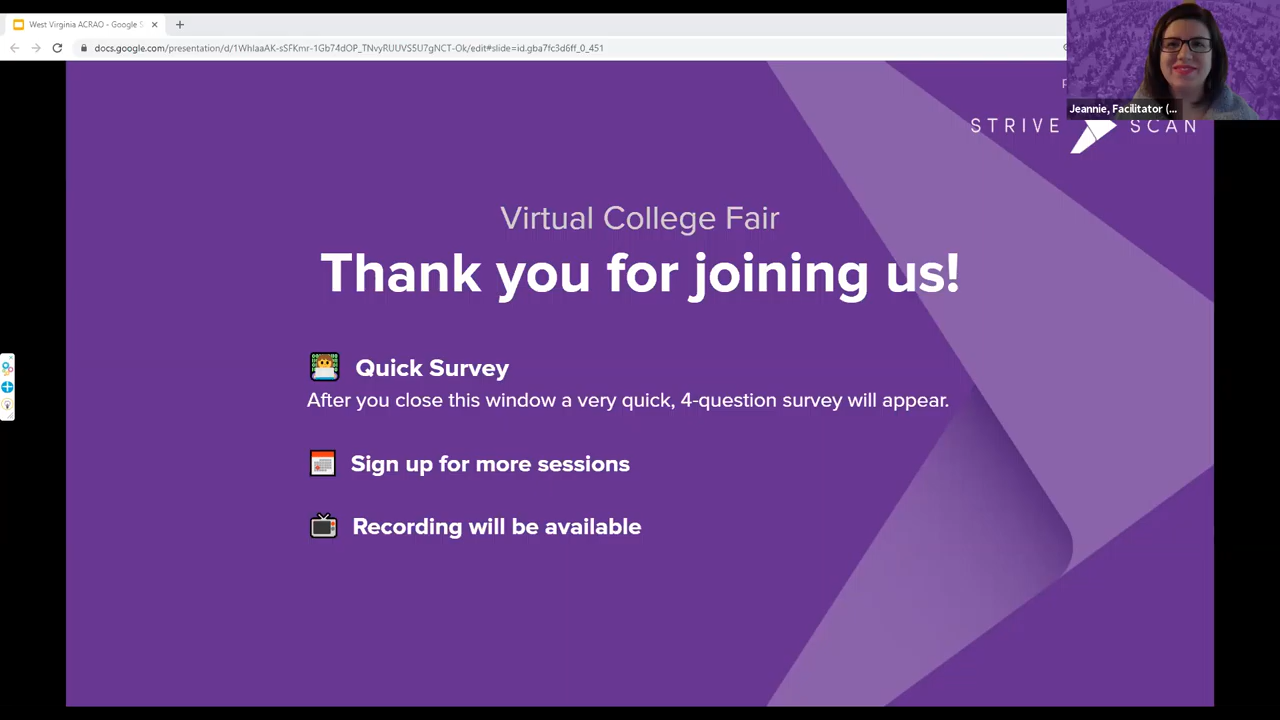 West Virginia ACRAO - Google S
docs.google.com/presentation/d/1WhlaaAK-sSFKmr-1Gb74dOP_TNvyRUUVS5U7gNCT-Ok/edit#slide=id.gba7fc3d6ff_0_451
Jeannie, Facilitator (...
STRIVE SCAN
Virtual College Fair
Thank you for joining us!
Quick Survey
After you close this window a very quick, 4-question survey will appear.
Sign up for more sessions
Recording will be available